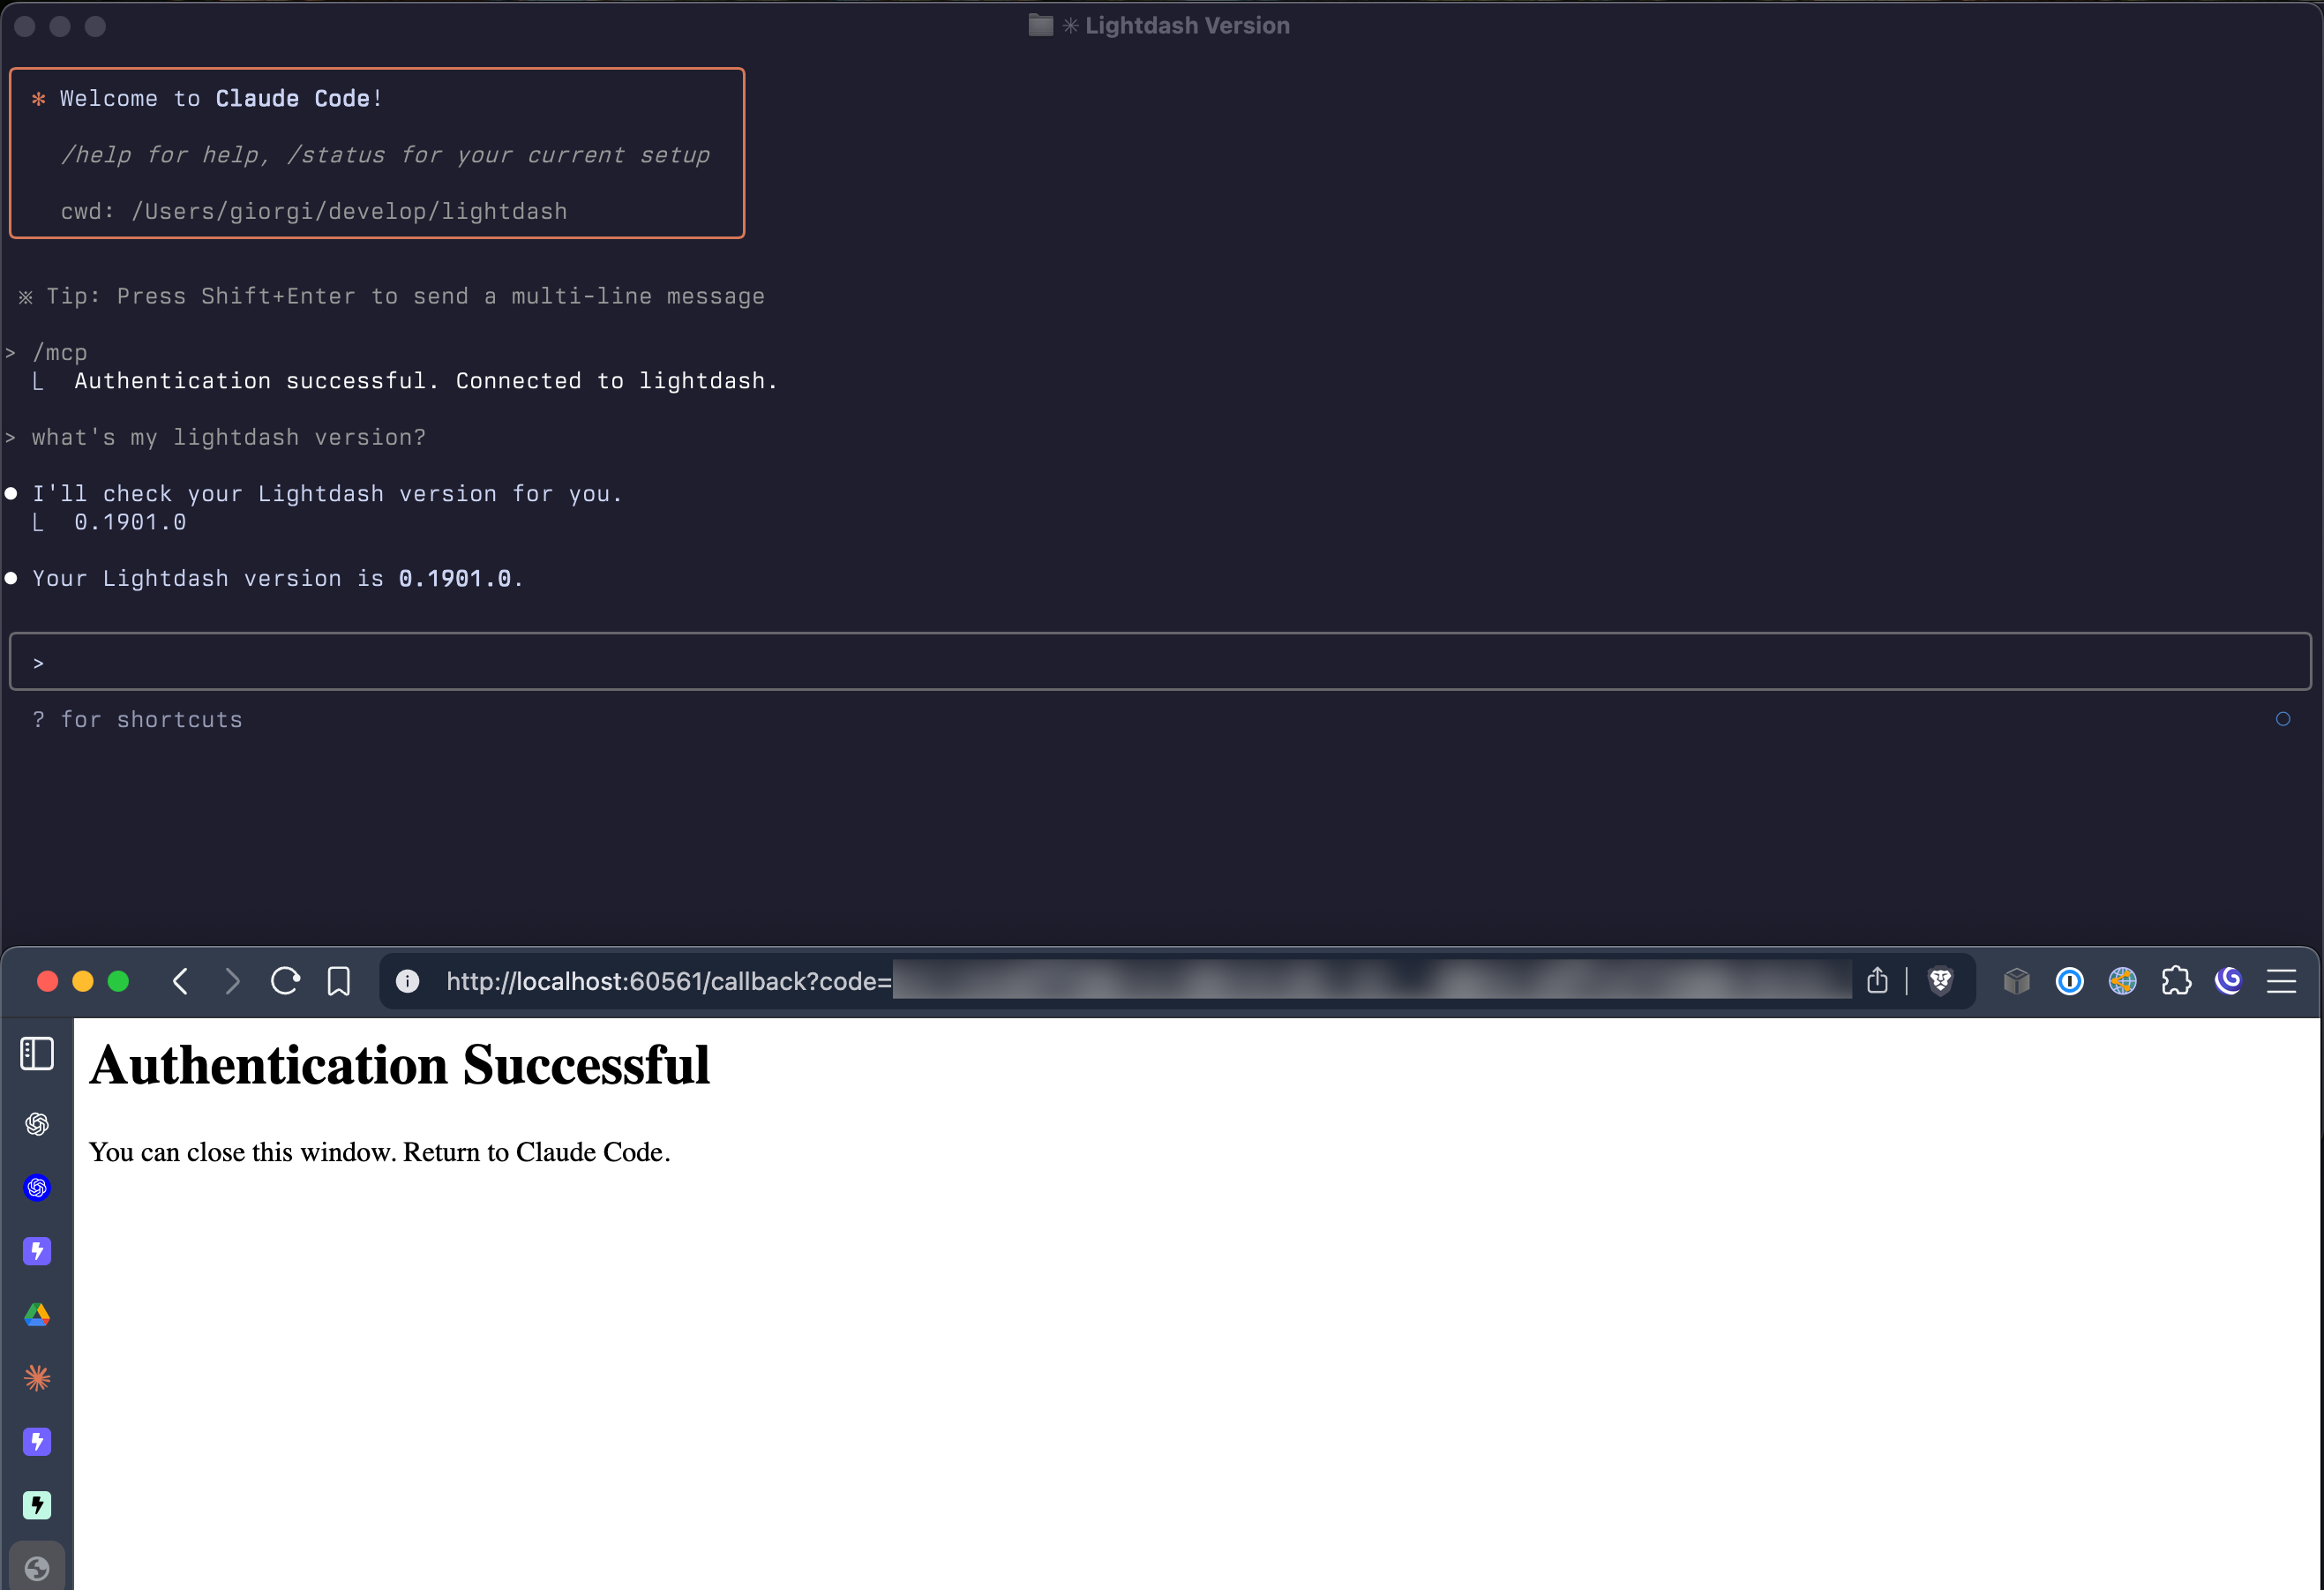 ✳ Lightdash Version
✻ Welcome to Claude Code!
/help for help, /status for your current setup
cwd: /Users/giorgi/develop/lightdash
※ Tip: Press Shift+Enter to send a multi-line message
> /mcp
⎿ Authentication successful. Connected to lightdash.
> what's my lightdash version?
● I'll check your Lightdash version for you.
⎿ 0.1901.0
● Your Lightdash version is 0.1901.0.
>
? for shortcuts
http://localhost:60561/callback?code=
Authentication Successful
You can close this window. Return to Claude Code.